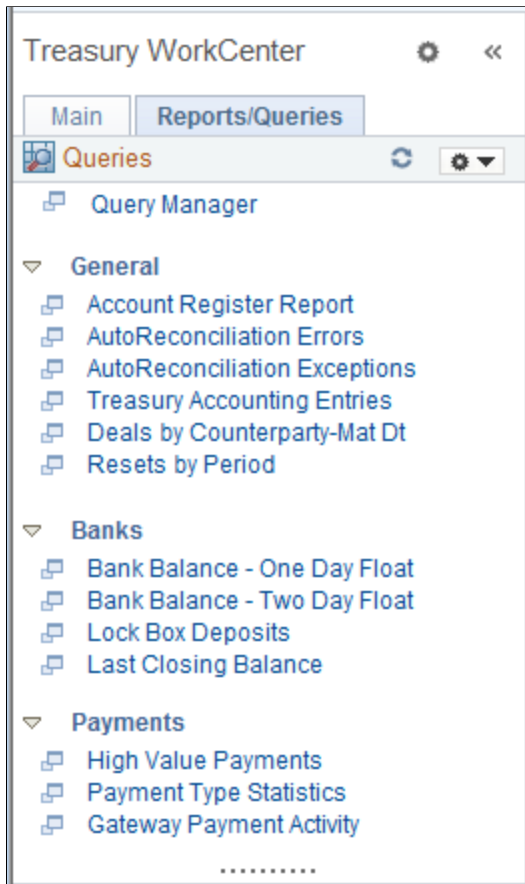 Treasury WorkCenter
Main
Reports/Queries
Queries
Query Manager
General
Account Register Report
AutoReconciliation Errors
AutoReconciliation Exceptions
Treasury Accounting Entries
Deals by Counterparty-Mat Dt
Resets by Period
Banks
Bank Balance - One Day Float
Bank Balance - Two Day Float
Lock Box Deposits
Last Closing Balance
Payments
High Value Payments
Payment Type Statistics
Gateway Payment Activity